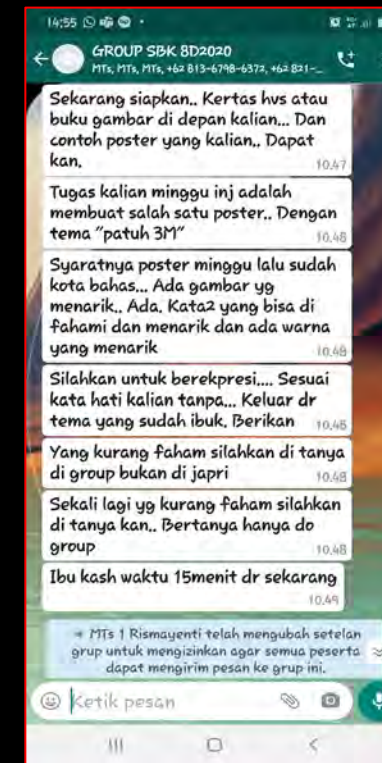 14:55
GROUP SBK 8D2020
MTs, MTs, MTs, +62 813-6798-6372, +62 821-...
Sekarang siapkan.. Kertas hvs atau
buku gambar di depan kalian... Dan
contoh poster yang kalian.. Dapat
kan.
10.47
Tugas kalian minggu inj adalah
membuat salah satu poster.. Dengan
tema "patuh 3M"
10.48
Syaratnya poster minggu lalu sudah
kota bahas... Ada gambar yg
menarik.. Ada. Kata2 yang bisa di
fahami dan menarik dan ada warna
yang menarik
10.48
Silahkan untuk berekpresi.... Sesuai
kata hati kalian tanpa... Keluar dr
tema yang sudah ibuk. Berikan
10.48
Yang kurang faham silahkan di tanya
di group bukan di japri
10.48
Sekali lagi yg kurang faham silahkan
di tanya kan.. Bertanya hanya do
group
10.48
Ibu kash waktu 15menit dr sekarang
10.49
MTs 1 Rismayenti telah mengubah setelan
grup untuk mengizinkan agar semua peserta
dapat mengirim pesan ke grup ini.
Ketik pesan